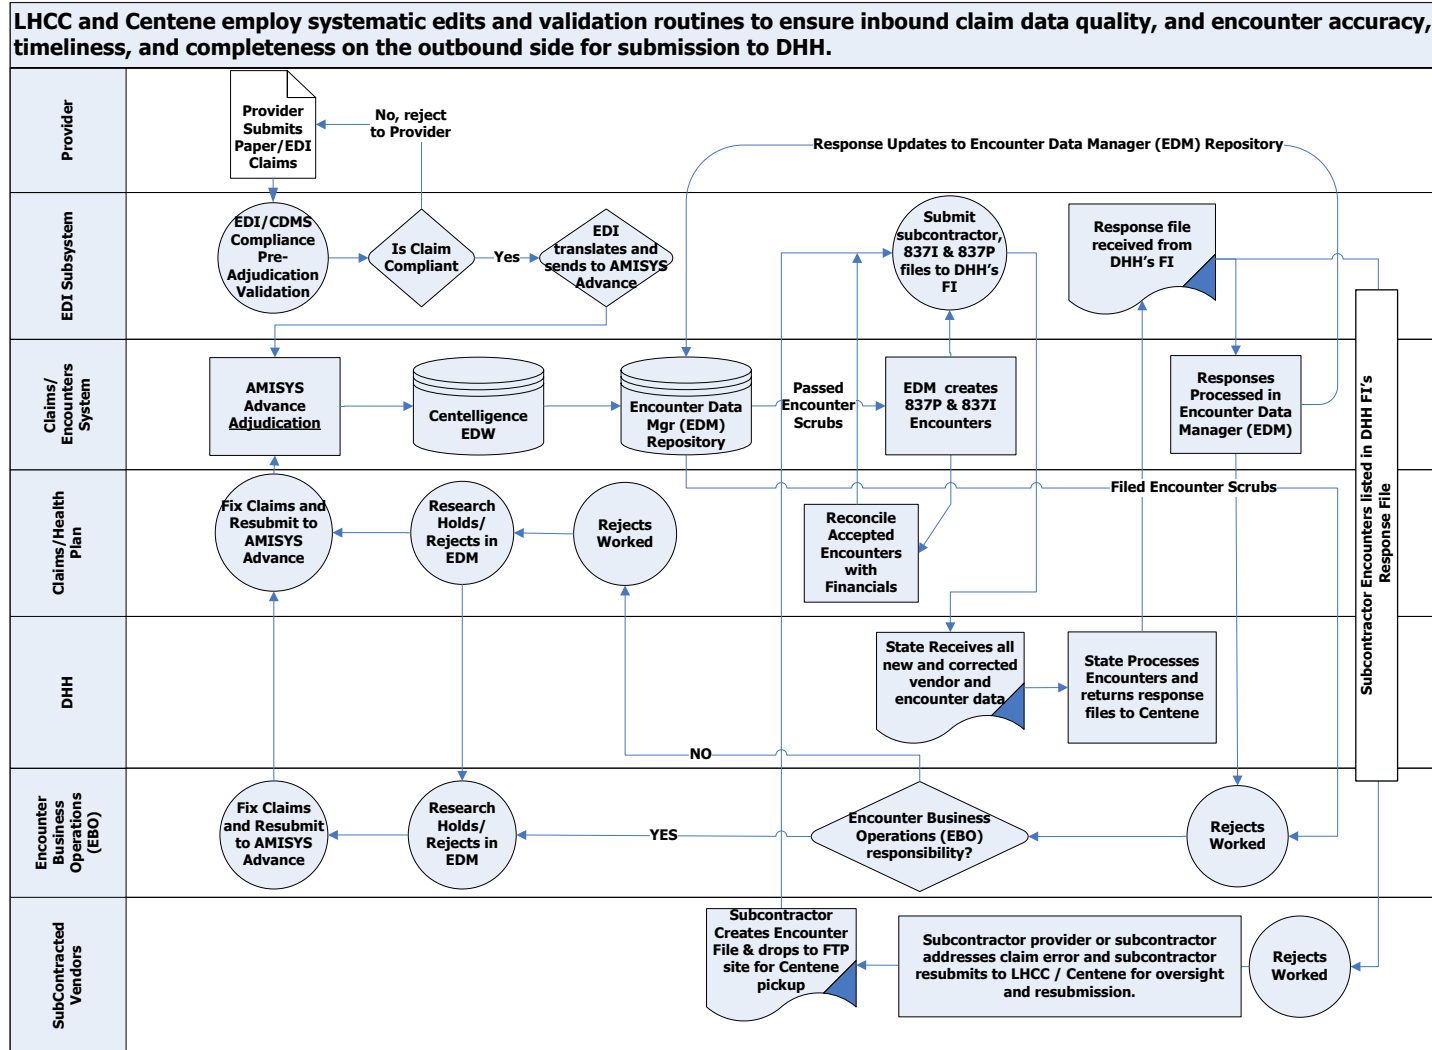 LHCC and Centene employ systematic edits and validation routines to ensure inbound claim data quality, and encounter accuracy,
timeliness, and completeness on the outbound side for submission to DHH.
Provider
Provider
Submits
Paper/EDI
Claims
No, reject
to Provider
Response Updates to Encounter Data Manager (EDM) Repository
EDI Subsystem
EDI/CDMS
Compliance
Pre-
Adjudication
Validation
Is Claim
Compliant
Yes
EDI
translates and
sends to AMISYS
Advance
Submit
subcontractor,
837I & 837P
files to DHH's
FI
Response file
received from
DHH's FI
Claims/
Encounters
System
AMISYS
Advance
Adjudication
Centelligence
EDW
Encounter Data
Mgr (EDM)
Repository
Passed
Encounter
Scrubs
EDM creates
837P & 837I
Encounters
Responses
Processed in
Encounter Data
Manager (EDM)
Subcontractor Encounters listed in DHH FI's
Response File
Claims/Health
Plan
Fix Claims and
Resubmit to
AMISYS
Advance
Research
Holds/
Rejects in
EDM
Rejects
Worked
Reconcile
Accepted
Encounters
with
Financials
Filed Encounter Scrubs
DHH
State Receives all
new and corrected
vendor and
encounter data
State Processes
Encounters and
returns response
files to Centene
NO
Encounter
Business
Operations
(EBO)
Fix Claims
and Resubmit
to AMISYS
Advance
Research
Holds/
Rejects in
EDM
YES
Encounter Business
Operations (EBO)
responsibility?
Rejects
Worked
SubContracted
Vendors
Subcontractor
Creates Encounter
File & drops to FTP
site for Centene
pickup
Subcontractor provider or subcontractor
addresses claim error and subcontractor
resubmits to LHCC / Centene for oversight
and resubmission.
Rejects
Worked